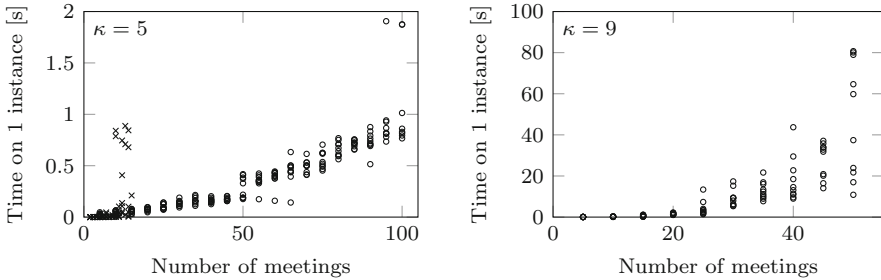 Time on 1 instance [s]
2
1.5
1
0.5
0
κ = 5
0
50
100
Number of meetings
Time on 1 instance [s]
100
80
60
40
20
0
κ = 9
0
20
40
Number of meetings